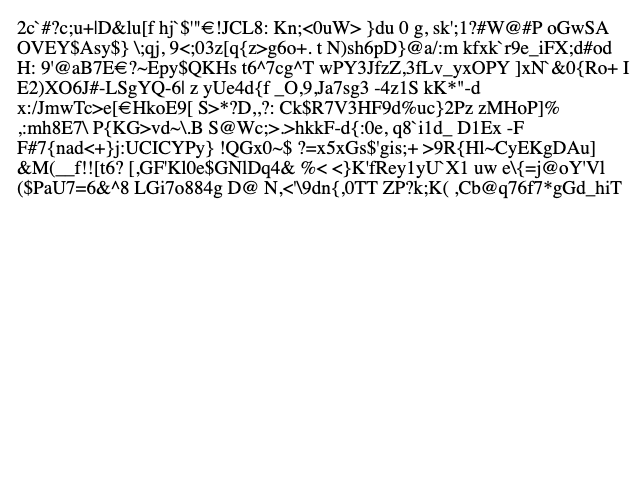 2c`#?c;u+|D&lu[f hj`$'"€!JCL8: Kn;<0uW> }du 0 g, sk';1?#W@#P oGwSA
OVEY$Asy$} \;qj, 9<;03z[q{z>g6o+. t N)sh6pD}@a/:m kfxk`r9e_iFX;d#od
H: 9'@aB7E€?~Epy$QKHs t6^7cg^T wPY3JfzZ,3fLv_yxOPY ]xN`&0{Ro+ I
E2)XO6J#-LSgYQ-6l z yUe4d{f _O,9,Ja7sg3 -4z1S kK*"-d
x:/JmwTc>e[€HkoE9[ S>*?D,,?: Ck$R7V3HF9d%uc}2Pz zMHoP]%
,:mh8E7\ P{KG>vd~\.B S@Wc;>.>hkkF-d{:0e, q8`i1d_ D1Ex -F
F#7{nad<+}j:UCICYPy} !QGx0~$ ?=x5xGs$'gis;+ >9R{Hl~CyEKgDAu]
&M(__f!![t6? [,GF'Kl0e$GNlDq4& %< <}K'fRey1yU`X1 uw e\{=j@oY'Vl
($PaU7=6&^8 LGi7o884g D@ N,<'\9dn{,0TT ZP?k;K( ,Cb@q76f7*gGd_hiT